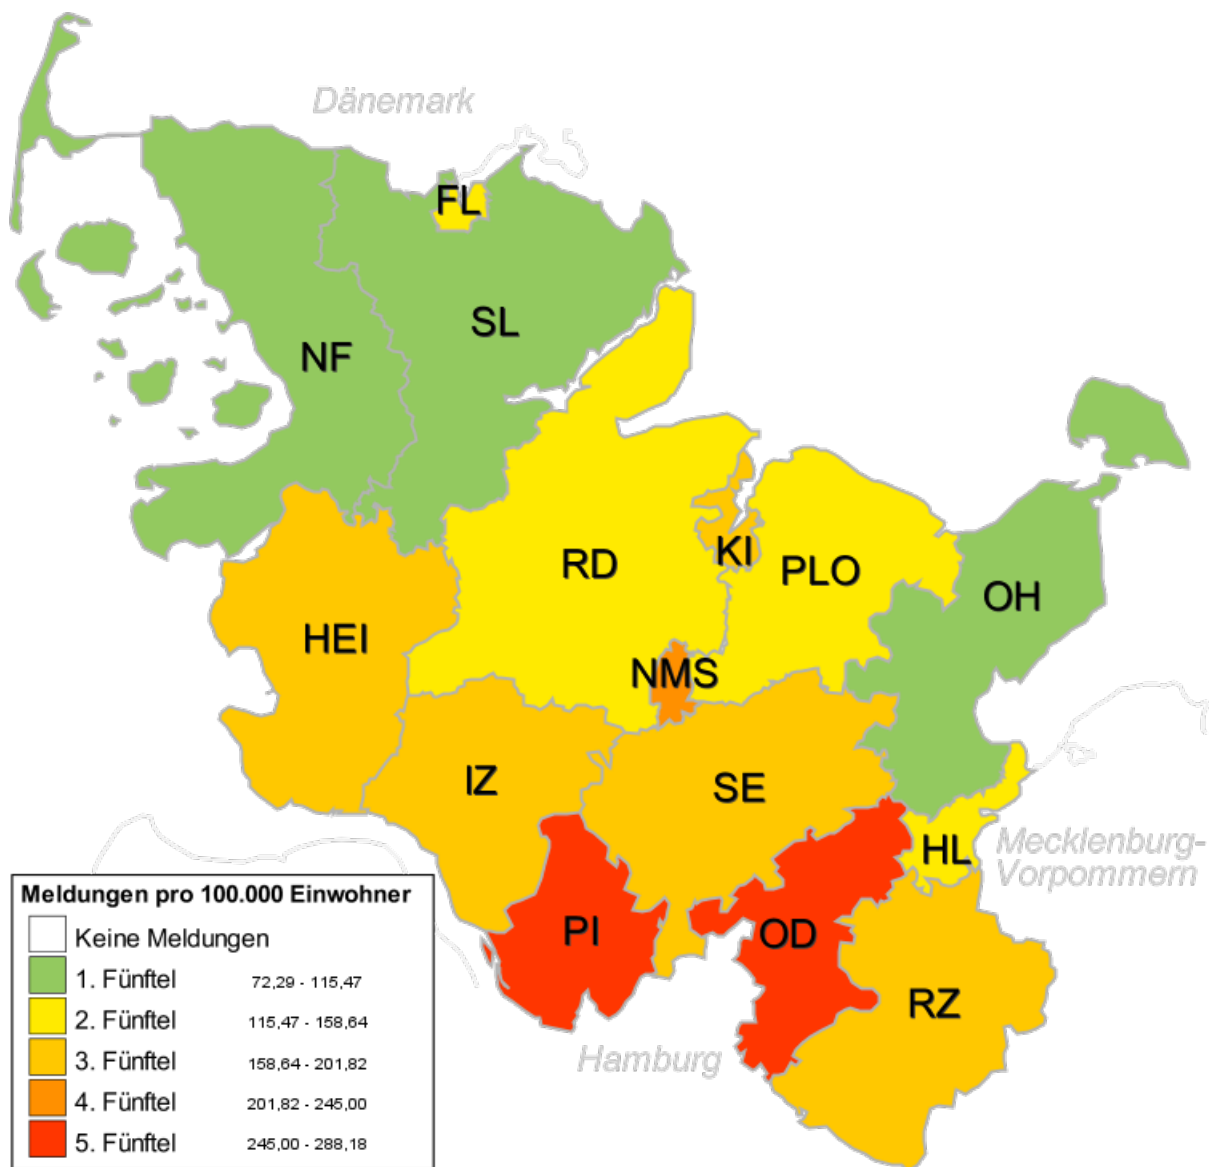 Dänemark
FL
SL
NF
RD
KI
PLO
OH
HEI
NMS
IZ
SE
HL
Mecklenburg-
Vorpommern
PI
OD
RZ
Hamburg
Meldungen pro 100.000 Einwohner
Keine Meldungen
1. Fünftel 72,29 - 115,47
2. Fünftel 115,47 - 158,64
3. Fünftel 158,64 - 201,82
4. Fünftel 201,82 - 245,00
5. Fünftel 245,00 - 288,18